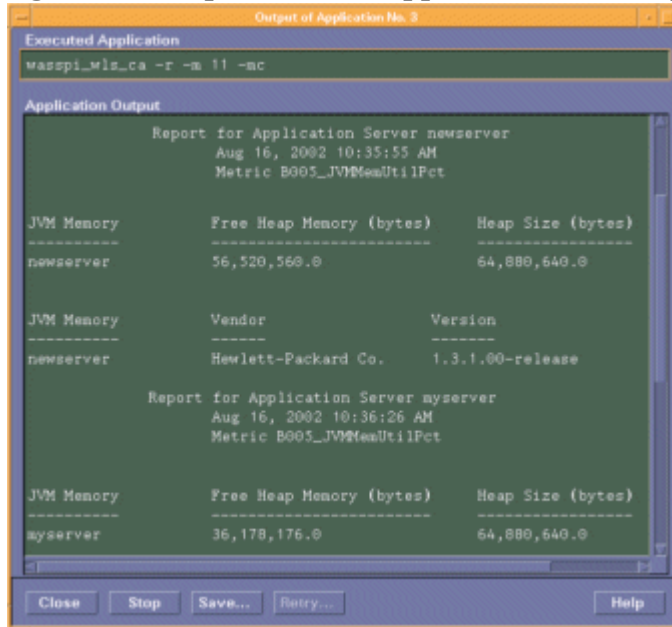 Output of Application No. 3
Executed Application
wasspi_wls_ca -r -m 11 -mc
Application Output
Report for Application Server newserver
Aug 16, 2002 10:35:55 AM
Metric B005_JVMMemUtilPct
JVM Memory Free Heap Memory (bytes) Heap Size (bytes)
---------- ------------------------ -----------------
newserver 56,520,560.0 64,880,640.0
JVM Memory Vendor Version
---------- ------ -------
newserver Hewlett-Packard Co. 1.3.1.00-release
Report for Application Server myserver
Aug 16, 2002 10:36:26 AM
Metric B005_JVMMemUtilPct
JVM Memory Free Heap Memory (bytes) Heap Size (bytes)
---------- ------------------------ -----------------
myserver 36,178,176.0 64,880,640.0
Close Stop Save... Retry... Help